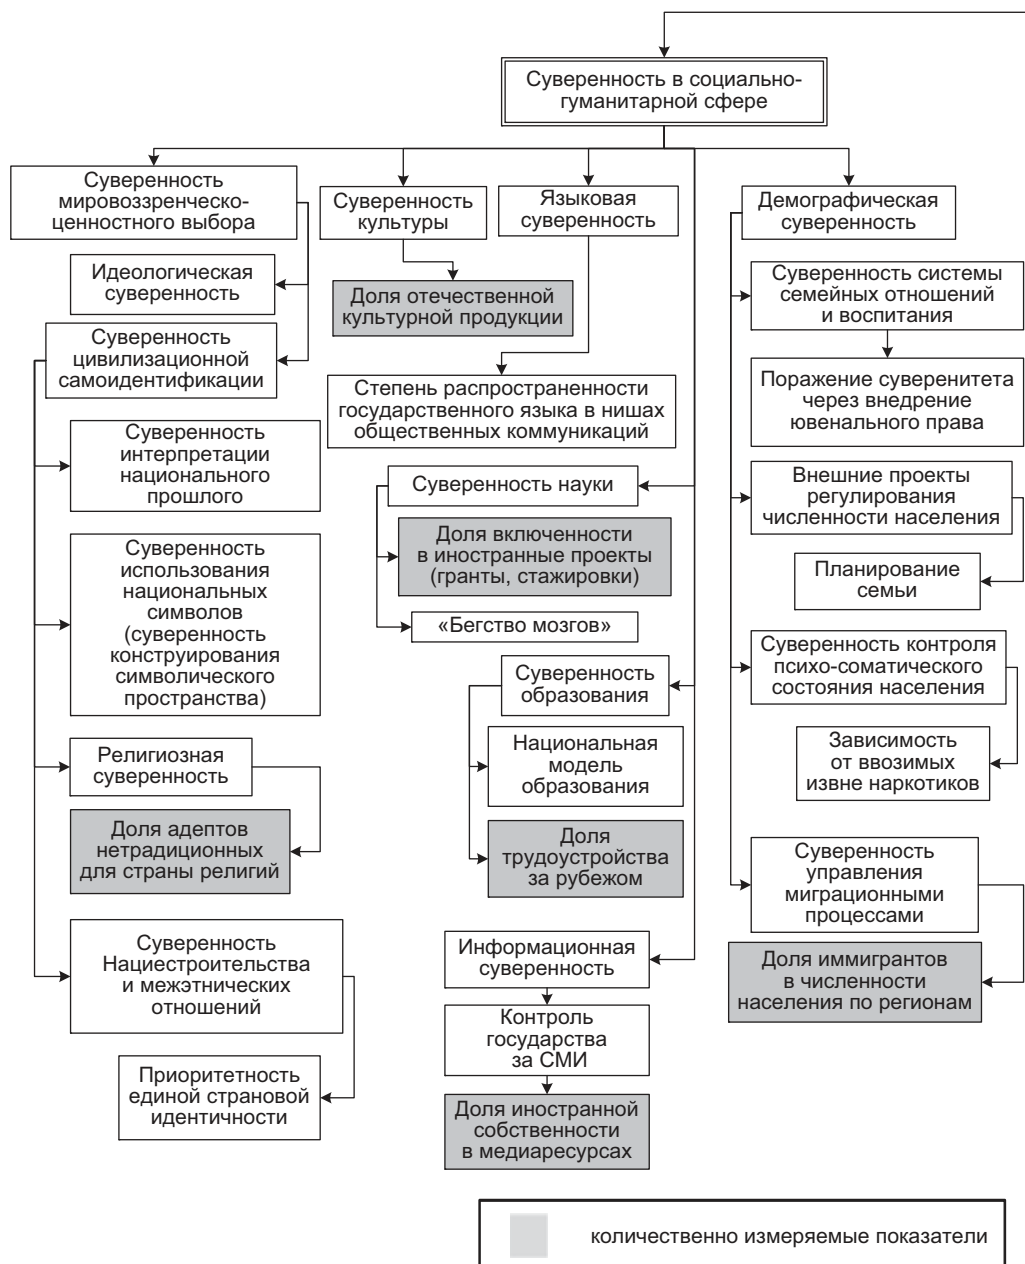 Суверенность в социально-
гуманитарной сфере
Суверенность
мировоззренческо-
ценностного выбора
Идеологическая
суверенность
Суверенность
цивилизационной
самоидентификации
Суверенность
интерпретации
национального
прошлого
Суверенность
использования
национальных
символов
(суверенность
конструирования
символического
пространства)
Религиозная
суверенность
Доля адептов
нетрадиционных
для страны религий
Суверенность
Нациестроительства
и межэтнических
отношений
Приоритетность
единой страновой
идентичности
Суверенность
культуры
Доля отечественной
культурной продукции
Языковая
суверенность
Степень распространенности
государственного языка в нишах
общественных коммуникаций
Суверенность науки
Доля включенности
в иностранные проекты
(гранты, стажировки)
«Бегство мозгов»
Суверенность
образования
Национальная
модель
образования
Доля
трудоустройства
за рубежом
Информационная
суверенность
Контроль
государства
за СМИ
Доля иностранной
собственности
в медиаресурсах
Демографическая
суверенность
Суверенность системы
семейных отношений
и воспитания
Поражение суверенитета
через внедрение
ювенального права
Внешние проекты
регулирования
численности населения
Планирование
семьи
Суверенность контроля
психо-соматического
состояния населения
Зависимость
от ввозимых
извне наркотиков
Суверенность
управления
миграционными
процессами
Доля иммигрантов
в численности
населения по регионам
количественно измеряемые показатели